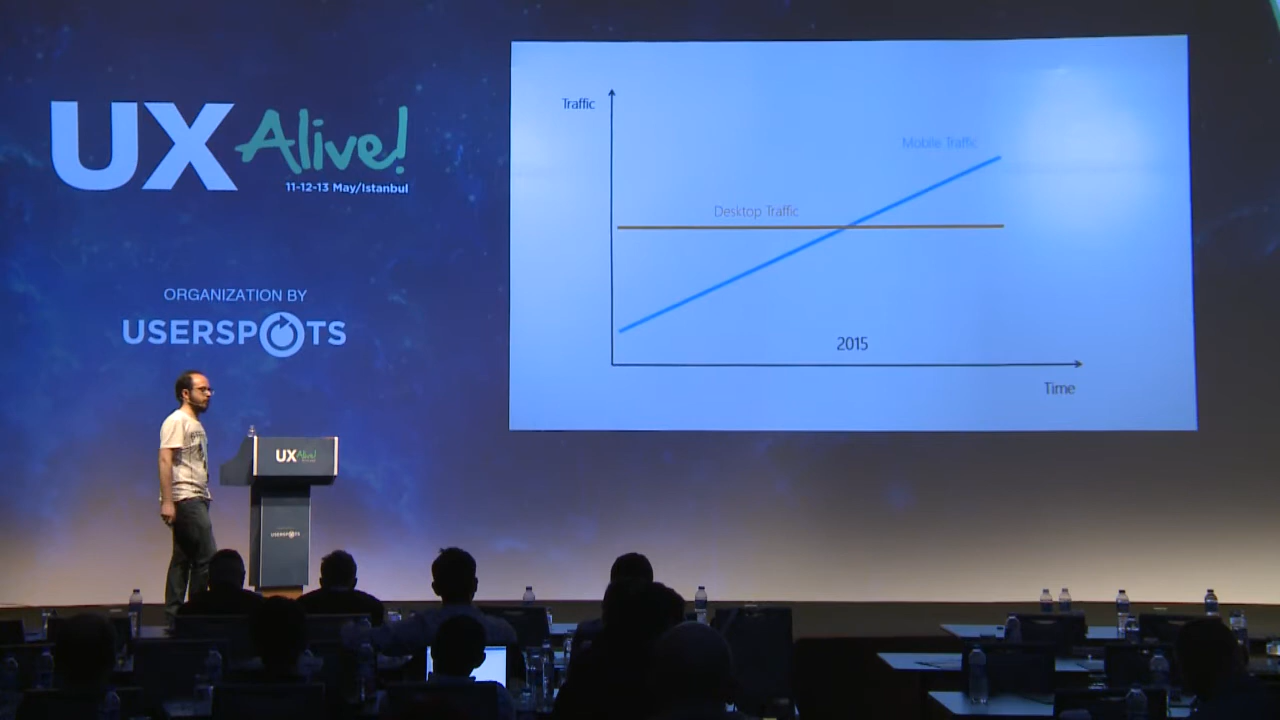 UX Alive!
11-12-13 May/Istanbul
ORGANIZATION BY
USERSPOTS
Traffic
Mobile Traffic
Desktop Traffic
2015
Time
UX Alive!
USERSPOTS